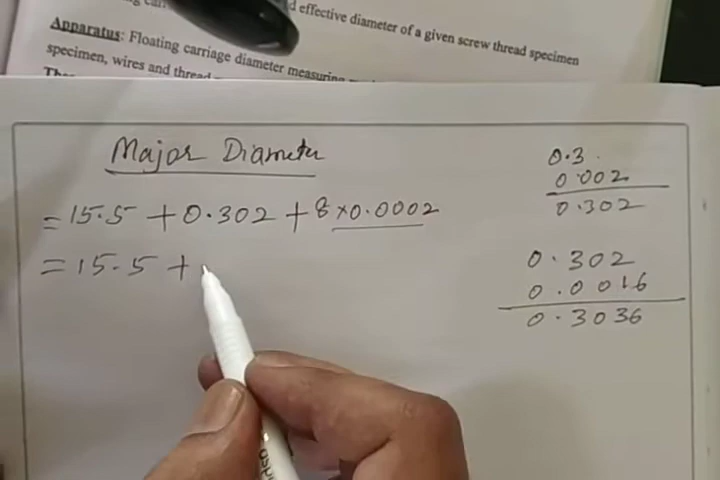 d effective diameter of a given screw thread specimen
Apparatus: Floating carriage diameter measuring
specimen, wires and thread
Major Diameter
= 15.5 + 0.302 + 8 × 0.0002
= 15.5 +
0.3
0.002
0.302
0.302
0.0016
0.3036